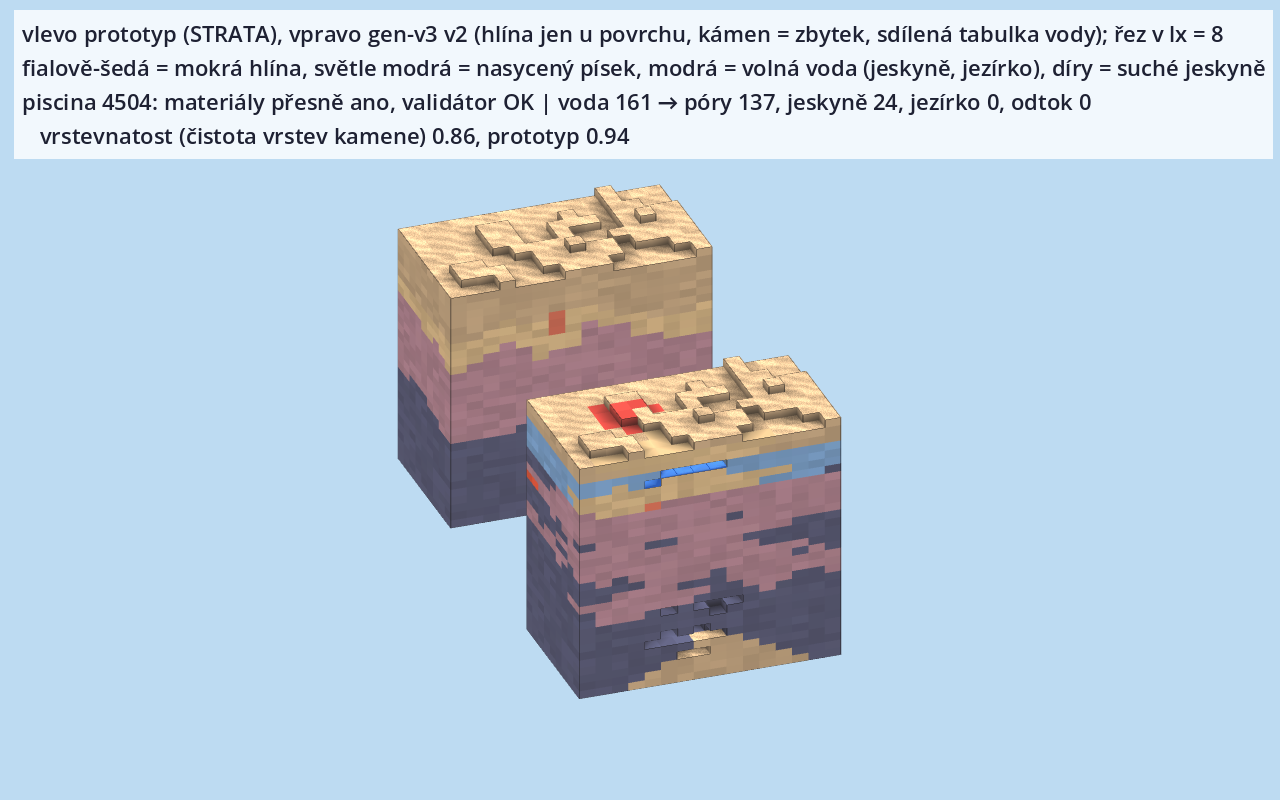 vlevo prototyp (STRATA), vpravo gen-v3 v2 (hlína jen u povrchu, kámen = zbytek, sdílená tabulka vody); řez v lx = 8
fialově-šedá = mokrá hlína, světle modrá = nasycený písek, modrá = volná voda (jeskyně, jezírko), díry = suché jeskyně
piscina 4504: materiály přesně ano, validátor OK | voda 161 → póry 137, jeskyně 24, jezírko 0, odtok 0
vrstevnatost (čistota vrstev kamene) 0.86, prototyp 0.94